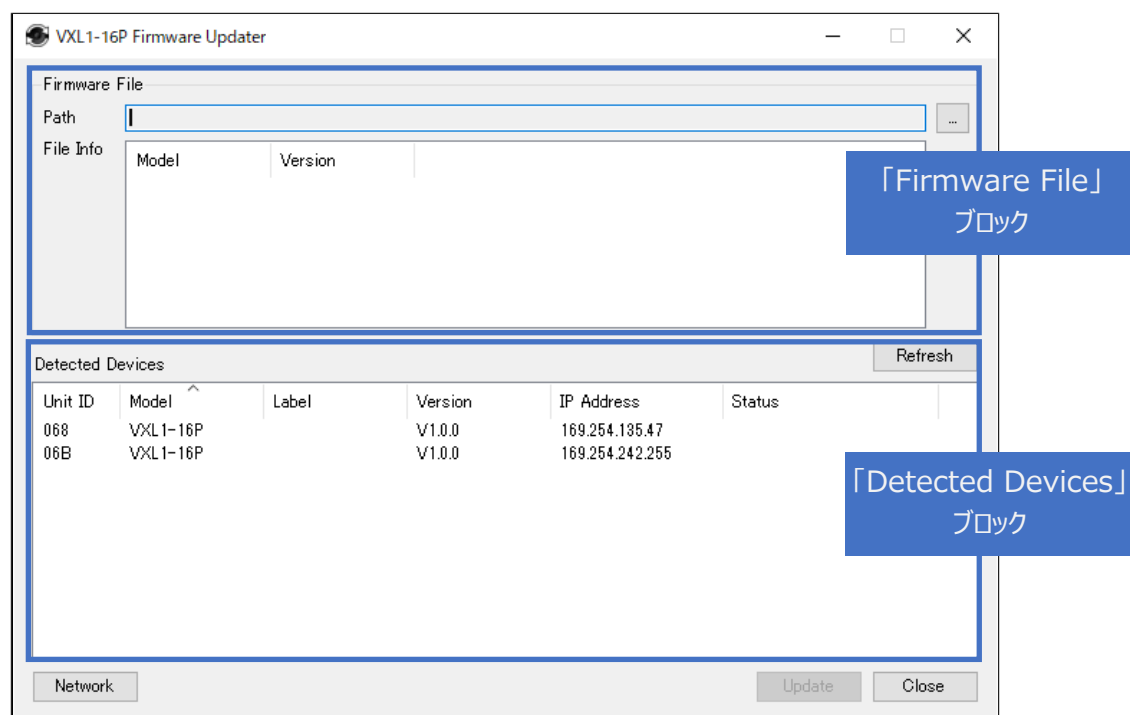 VXL1-16P Firmware Updater
Firmware File
Path
...
File Info
Model Version
「Firmware File」
ブロック
Detected Devices
Refresh
Unit ID Model Label Version IP Address Status
068 VXL1-16P V1.0.0 169.254.135.47
06B VXL1-16P V1.0.0 169.254.242.255
「Detected Devices」
ブロック
Network Update Close